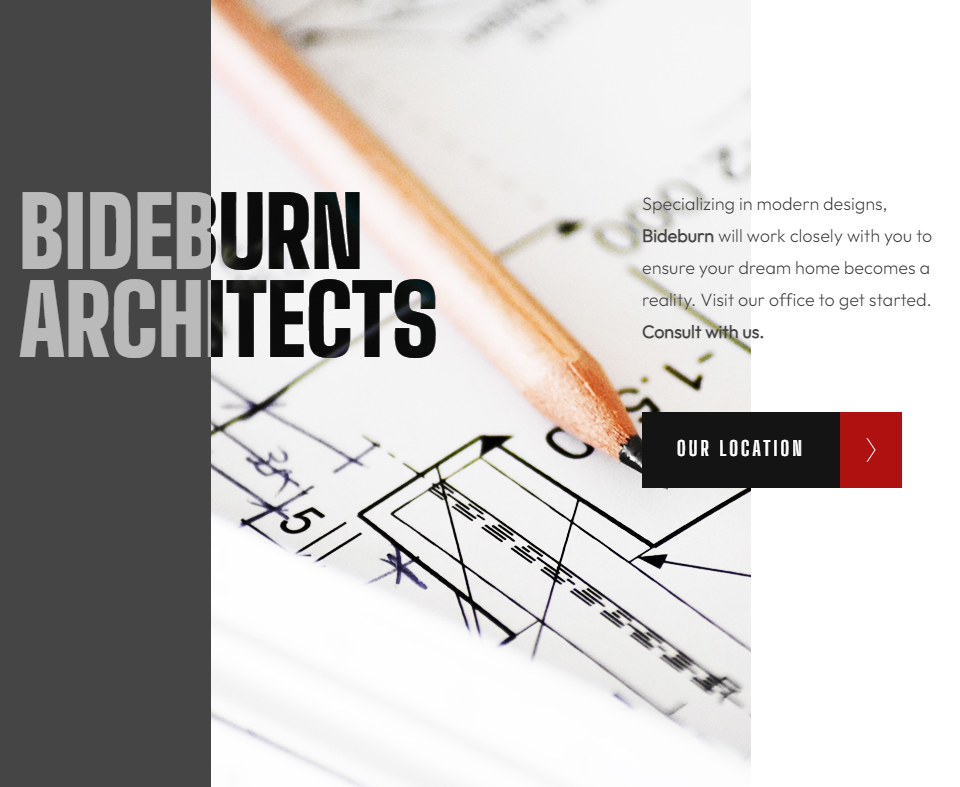 BIDEBURN
ARCHITECTS
Specializing in modern designs,
Bideburn will work closely with you to
ensure your dream home becomes a
reality. Visit our office to get started.
Consult with us.
OUR LOCATION
5